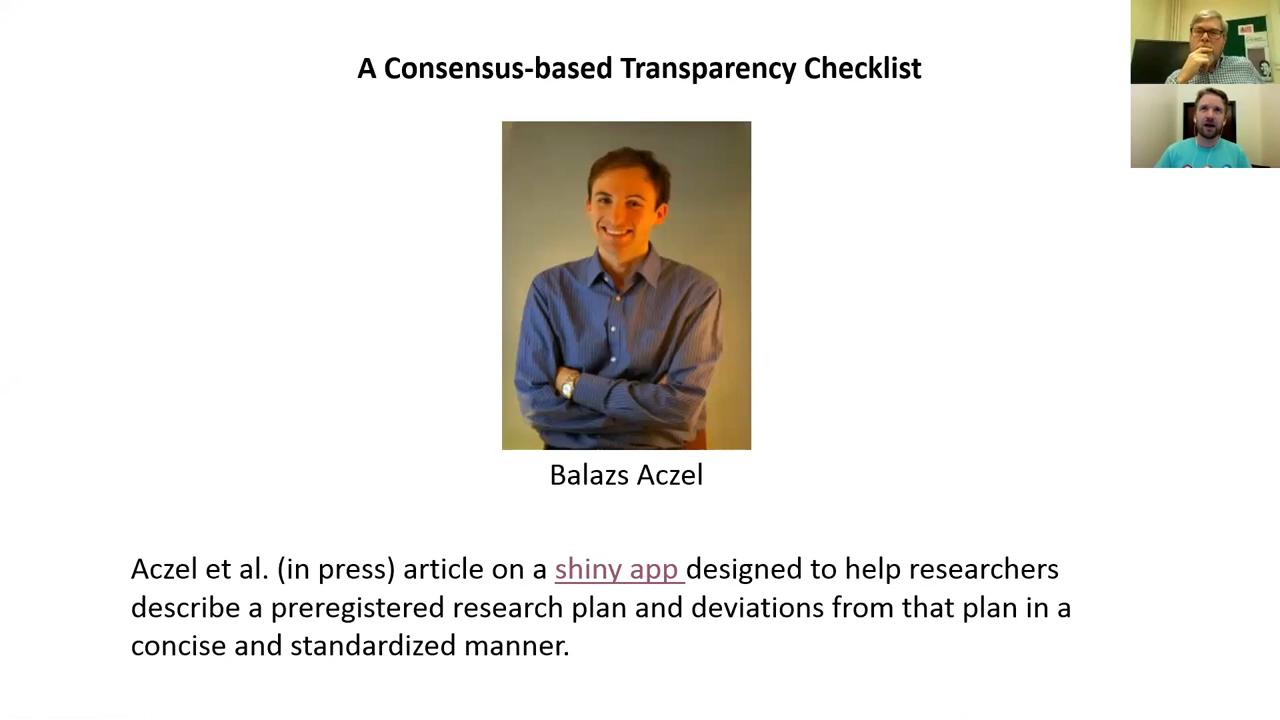 A Consensus-based Transparency Checklist
Balazs Aczel
Aczel et al. (in press) article on a shiny app designed to help researchers
describe a preregistered research plan and deviations from that plan in a
concise and standardized manner.